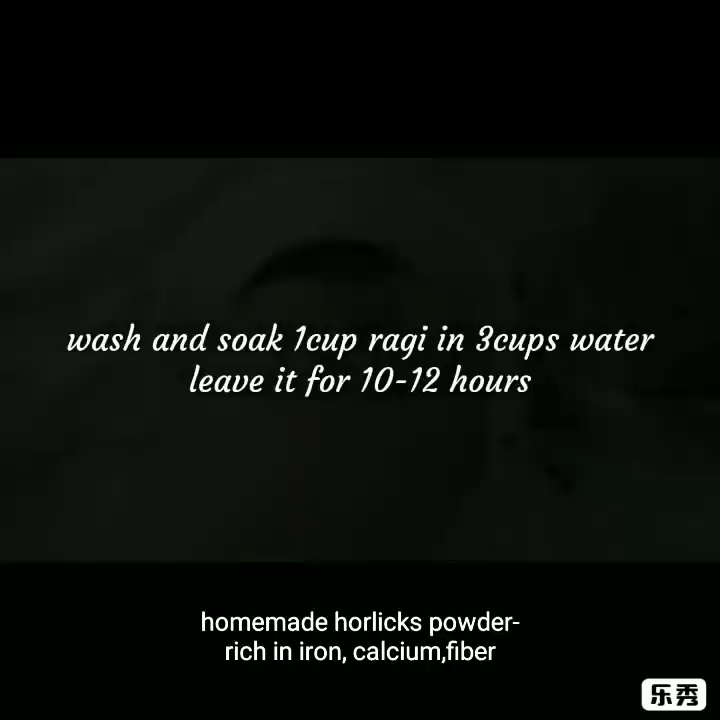 wash and soak 1cup ragi in 3cups water
leave it for 10-12 hours
homemade horlicks powder-
rich in iron, calcium,fiber
乐秀